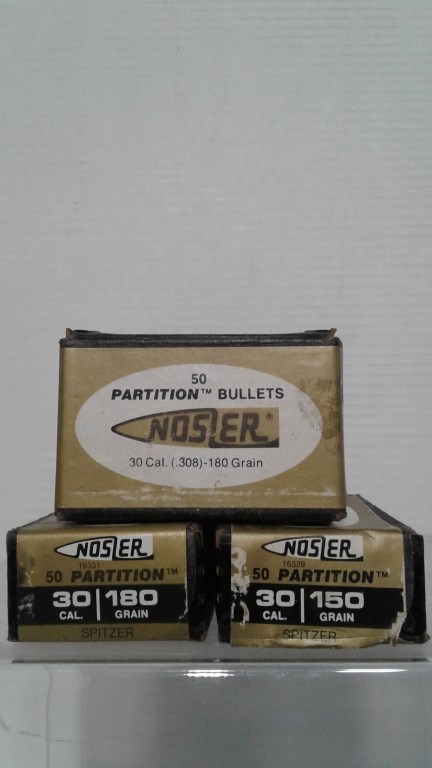 50
PARTITION™ BULLETS
NOSLER®
30 Cal. (.308)-180 Grain
NOSLER
16331
50 PARTITION™
30 | 180
CAL. GRAIN
SPITZER
NOSLER
16329
50 PARTITION™
30 | 150
CAL. GRAIN
SPITZER